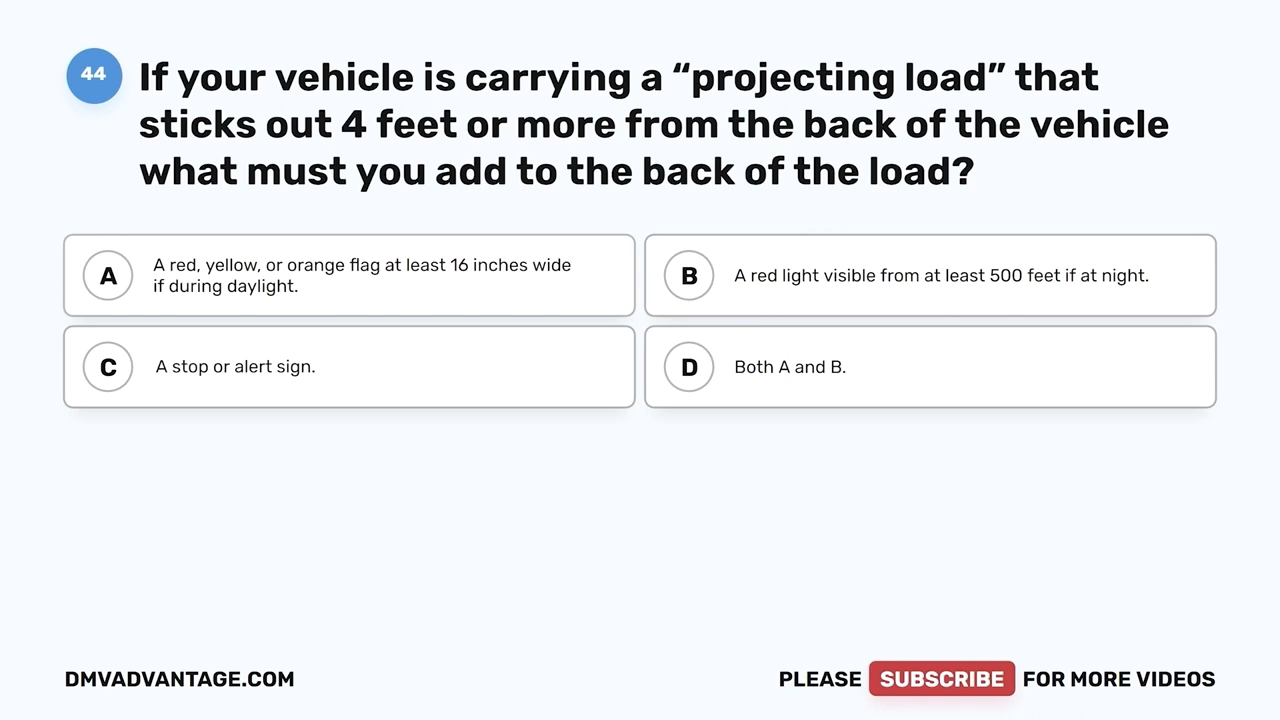 44
If your vehicle is carrying a “projecting load” that
sticks out 4 feet or more from the back of the vehicle
what must you add to the back of the load?
A
A red, yellow, or orange flag at least 16 inches wide
if during daylight.
B
A red light visible from at least 500 feet if at night.
C
A stop or alert sign.
D
Both A and B.
DMVADVANTAGE.COM
PLEASE SUBSCRIBE FOR MORE VIDEOS